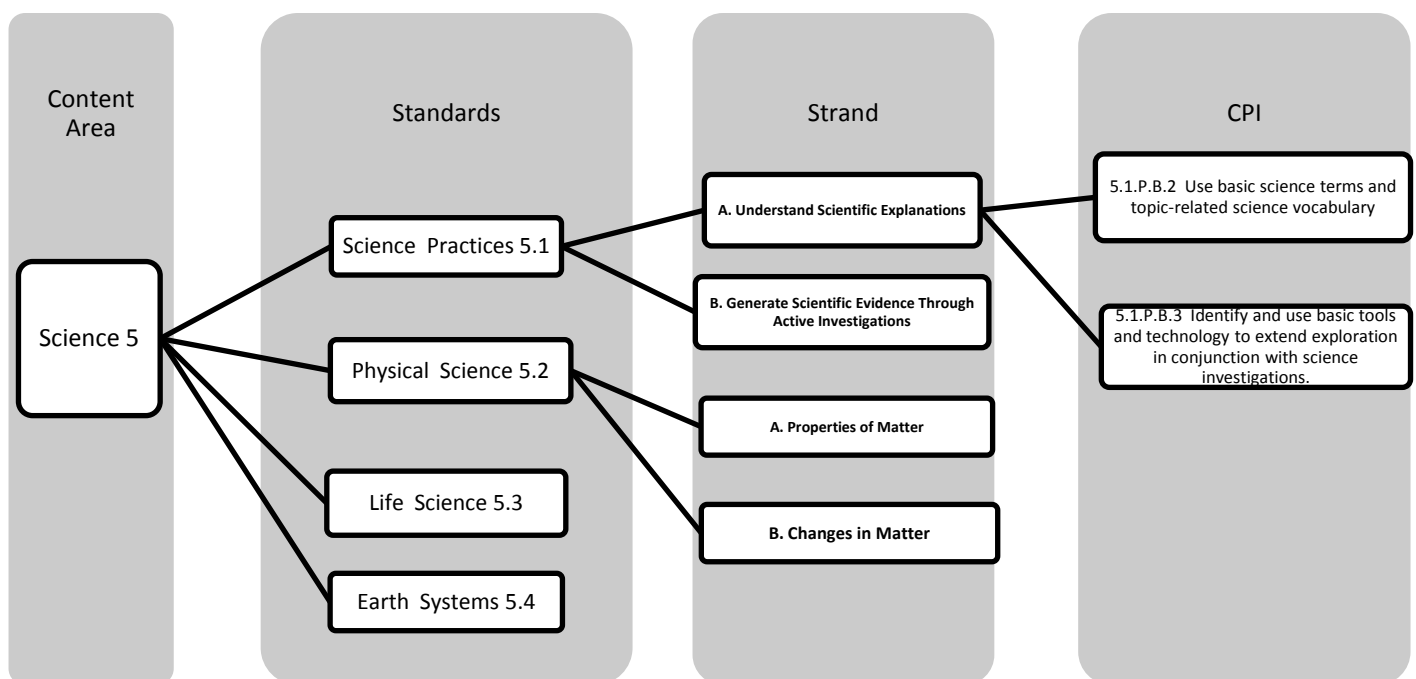 Content
Area
Standards
Strand
CPI
Science 5
Science Practices 5.1
Physical Science 5.2
Life Science 5.3
Earth Systems 5.4
A. Understand Scientific Explanations
B. Generate Scientific Evidence Through
Active Investigations
A. Properties of Matter
B. Changes in Matter
5.1.P.B.2 Use basic science terms and
topic-related science vocabulary
5.1.P.B.3 Identify and use basic tools
and technology to extend exploration
in conjunction with science
investigations.